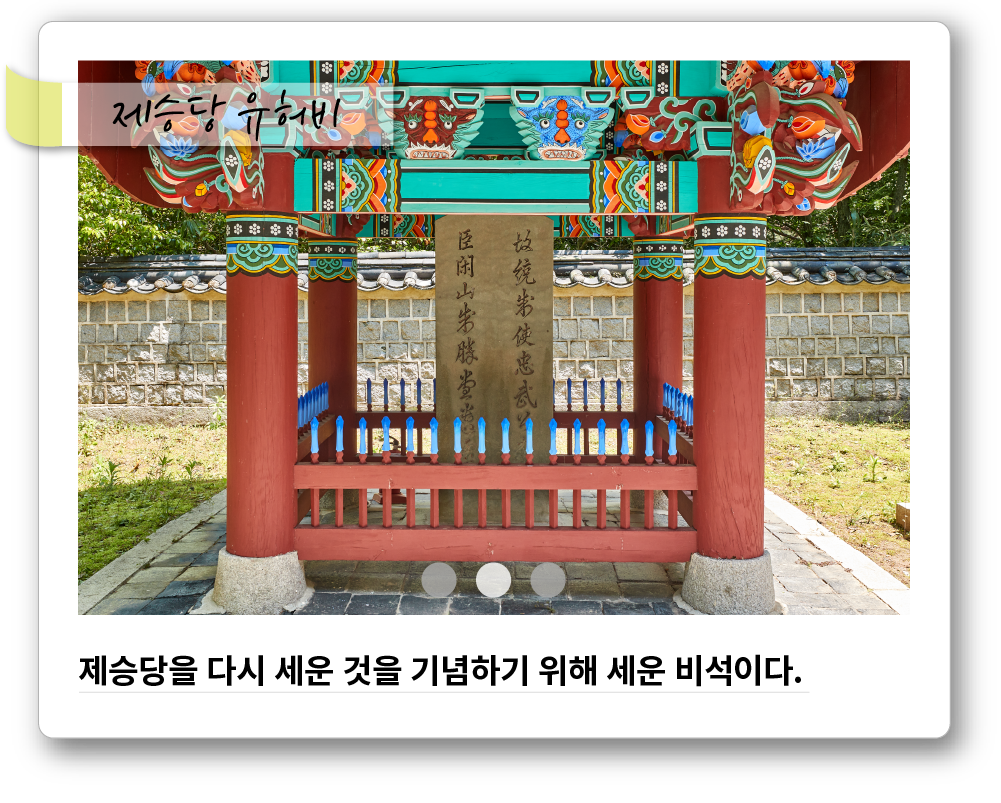 제승당 유허비
故統制使忠武
臣閑山制勝堂遺
제승당을 다시 세운 것을 기념하기 위해 세운 비석이다.